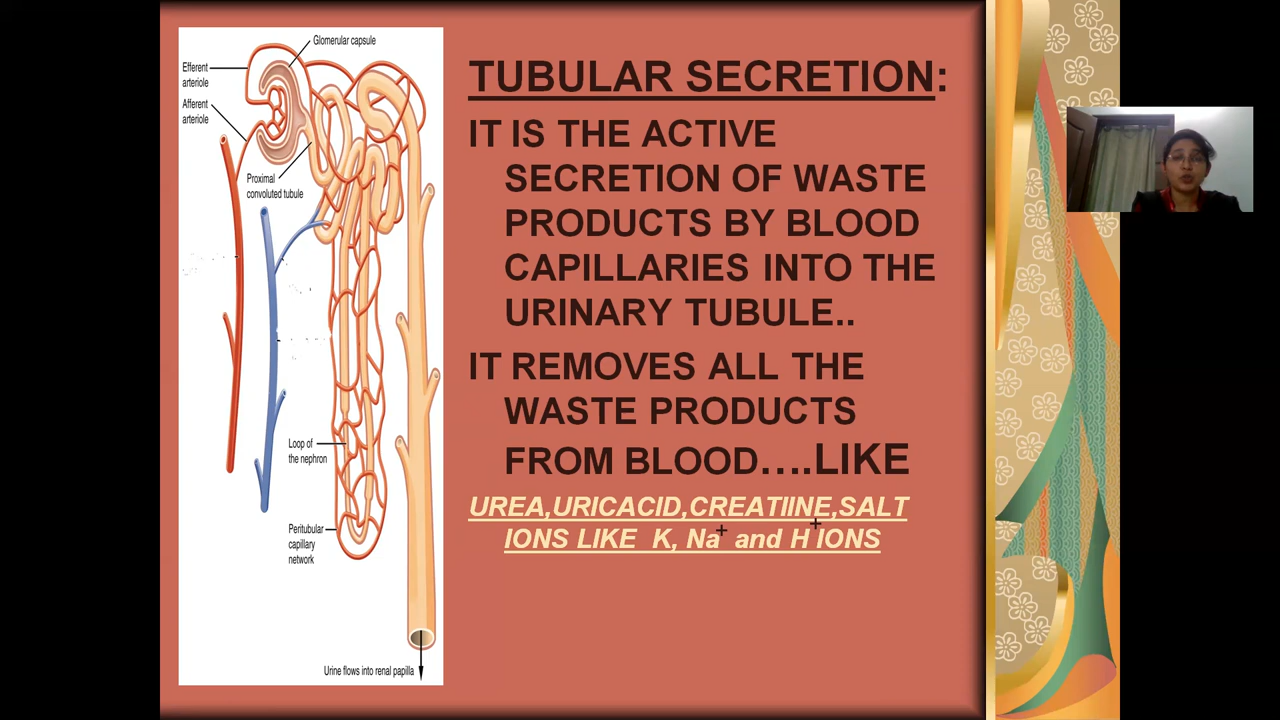 Glomerular capsule
Efferent
arteriole
Afferent
arteriole
Proximal
convoluted tubule
Loop of
the nephron
Peritubular
capillary
network
Urine flows into renal papilla
TUBULAR SECRETION:
IT IS THE ACTIVE
SECRETION OF WASTE
PRODUCTS BY BLOOD
CAPILLARIES INTO THE
URINARY TUBULE..
IT REMOVES ALL THE
WASTE PRODUCTS
FROM BLOOD….LIKE
UREA,URICACID,CREATIINE,SALT
IONS LIKE K, Na+ and H+IONS